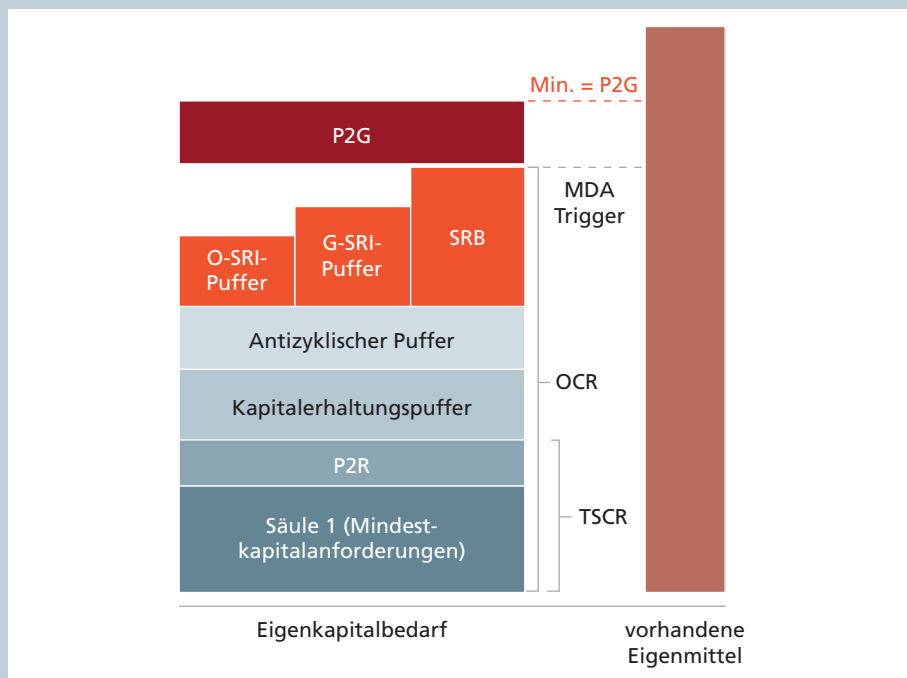 Min. = P2G
P2G
MDA
Trigger
O-SRI-
Puffer
G-SRI-
Puffer
SRB
Antizyklischer Puffer
OCR
Kapitalerhaltungspuffer
P2R
TSCR
Säule 1 (Mindest-
kapitalanforderungen)
Eigenkapitalbedarf
vorhandene
Eigenmittel